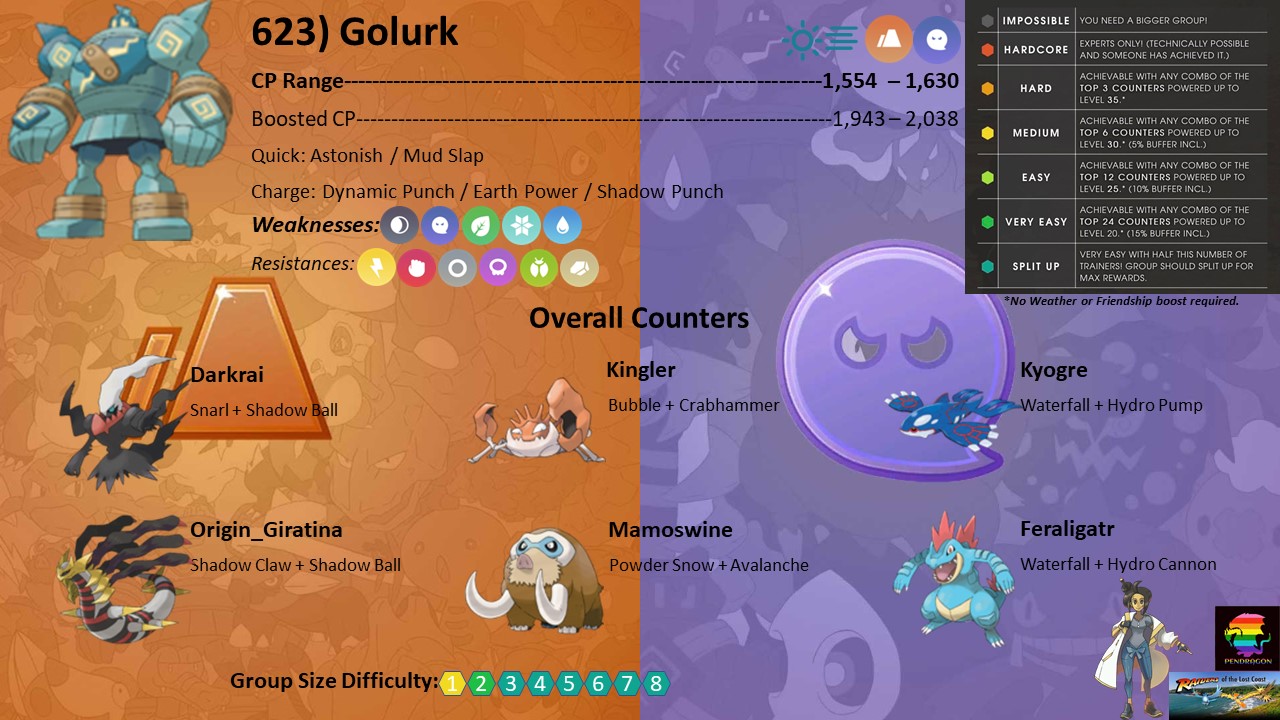 623) Golurk
CP Range--------------------------------------------------------------------------1,554 – 1,630
Boosted CP--------------------------------------------------------------------------1,943 – 2,038
Quick: Astonish / Mud Slap
Charge: Dynamic Punch / Earth Power / Shadow Punch
Weaknesses:
Resistances:
IMPOSSIBLE YOU NEED A BIGGER GROUP!
HARDCORE EXPERTS ONLY! (TECHNICALLY POSSIBLE
AND SOMEONE HAS ACHIEVED IT.)
HARD ACHIEVABLE WITH ANY COMBO OF THE
TOP 3 COUNTERS POWERED UP TO
LEVEL 35.*
MEDIUM ACHIEVABLE WITH ANY COMBO OF THE
TOP 6 COUNTERS POWERED UP TO
LEVEL 30.* (5% BUFFER INCL.)
EASY ACHIEVABLE WITH ANY COMBO OF THE
TOP 12 COUNTERS POWERED UP TO
LEVEL 25.* (10% BUFFER INCL.)
VERY EASY ACHIEVABLE WITH ANY COMBO OF THE
TOP 24 COUNTERS POWERED UP TO
LEVEL 20.* (15% BUFFER INCL.)
SPLIT UP VERY EASY WITH HALF THIS NUMBER OF
TRAINERS! GROUP SHOULD SPLIT UP FOR
MAX REWARDS.
*No Weather or Friendship boost required.
Overall Counters
Darkrai
Snarl + Shadow Ball
Kingler
Bubble + Crabhammer
Kyogre
Waterfall + Hydro Pump
Origin_Giratina
Shadow Claw + Shadow Ball
Mamoswine
Powder Snow + Avalanche
Feraligatr
Waterfall + Hydro Cannon
Group Size Difficulty: 1 2 3 4 5 6 7 8
PENDRAGON
RAIDERS of the Lost Coast